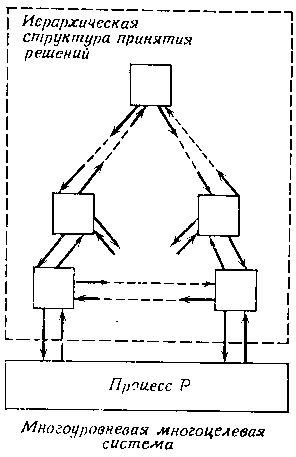 Иерархическая
структура принятия
решений
Процесс P
Многоуровневая многоцелевая
система